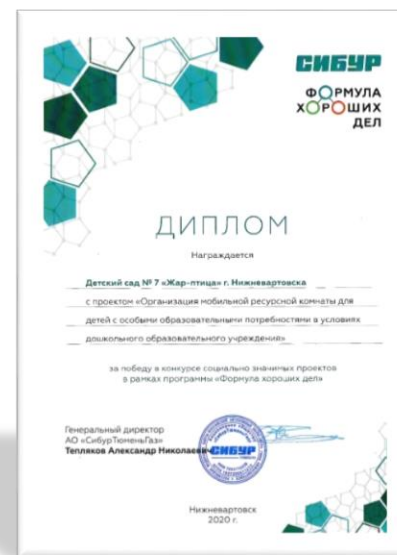 СИБУР
ФОРМУЛА
ХОРОШИХ
ДЕЛ
ДИПЛОМ
Награждается
Детский сад № 7 «Жар-птица» г. Нижневартовска
с проектом «Организация мобильной ресурсной комнаты для
детей с особыми образовательными потребностями в условиях
дошкольного образовательного учреждения»
за победу в конкурсе социально значимых проектов
в рамках программы «Формула хороших дел»
Генеральный директор
АО «СибурТюменьГаз»
Тепляков Александр Николаевич
СИБУР
Нижневартовск
2020 г.